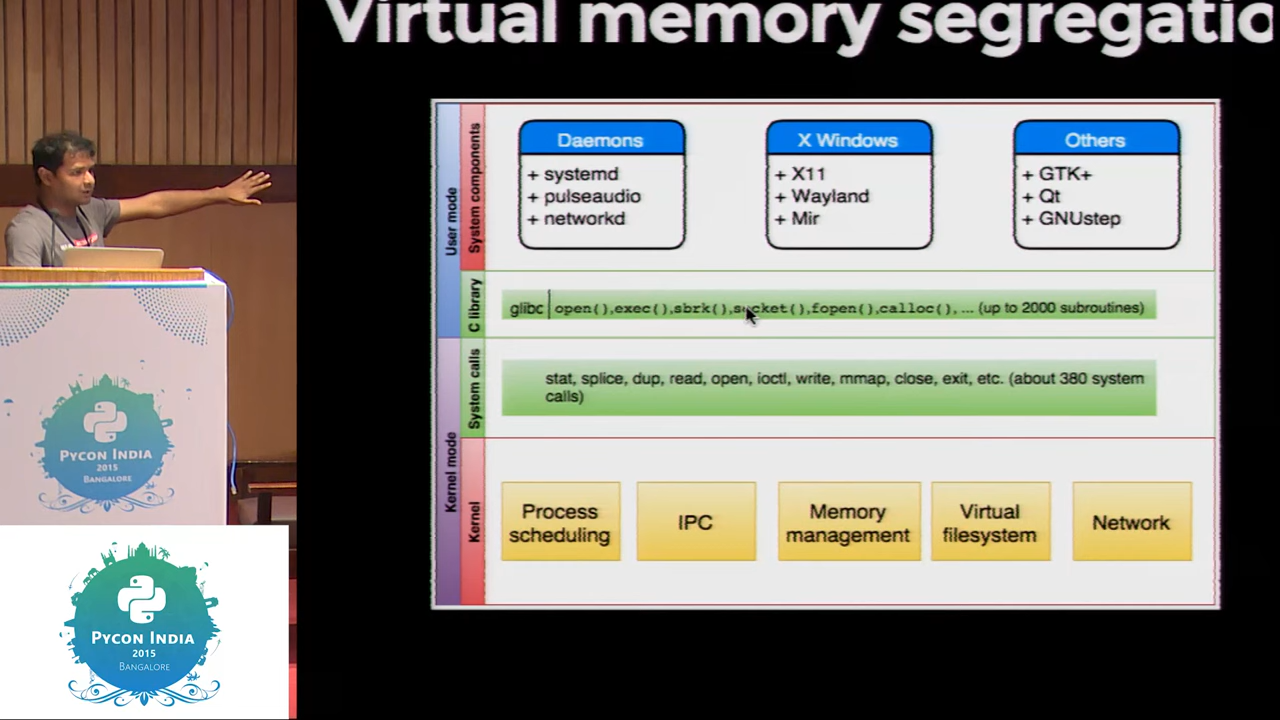 Virtual memory segregatio
User mode
System components
Daemons
+ systemd
+ pulseaudio
+ networkd
X Windows
+ X11
+ Wayland
+ Mir
Others
+ GTK+
+ Qt
+ GNUstep
C library
glibc open(),exec(),sbrk(),socket(),fopen(),calloc(), ... (up to 2000 subroutines)
Kernel mode
System calls
stat, splice, dup, read, open, ioctl, write, mmap, close, exit, etc. (about 380 system
calls)
Kernel
Process
scheduling
IPC
Memory
management
Virtual
filesystem
Network
PYCON INDIA
2015
BANGALORE
PYCON INDIA
2015
BANGALORE